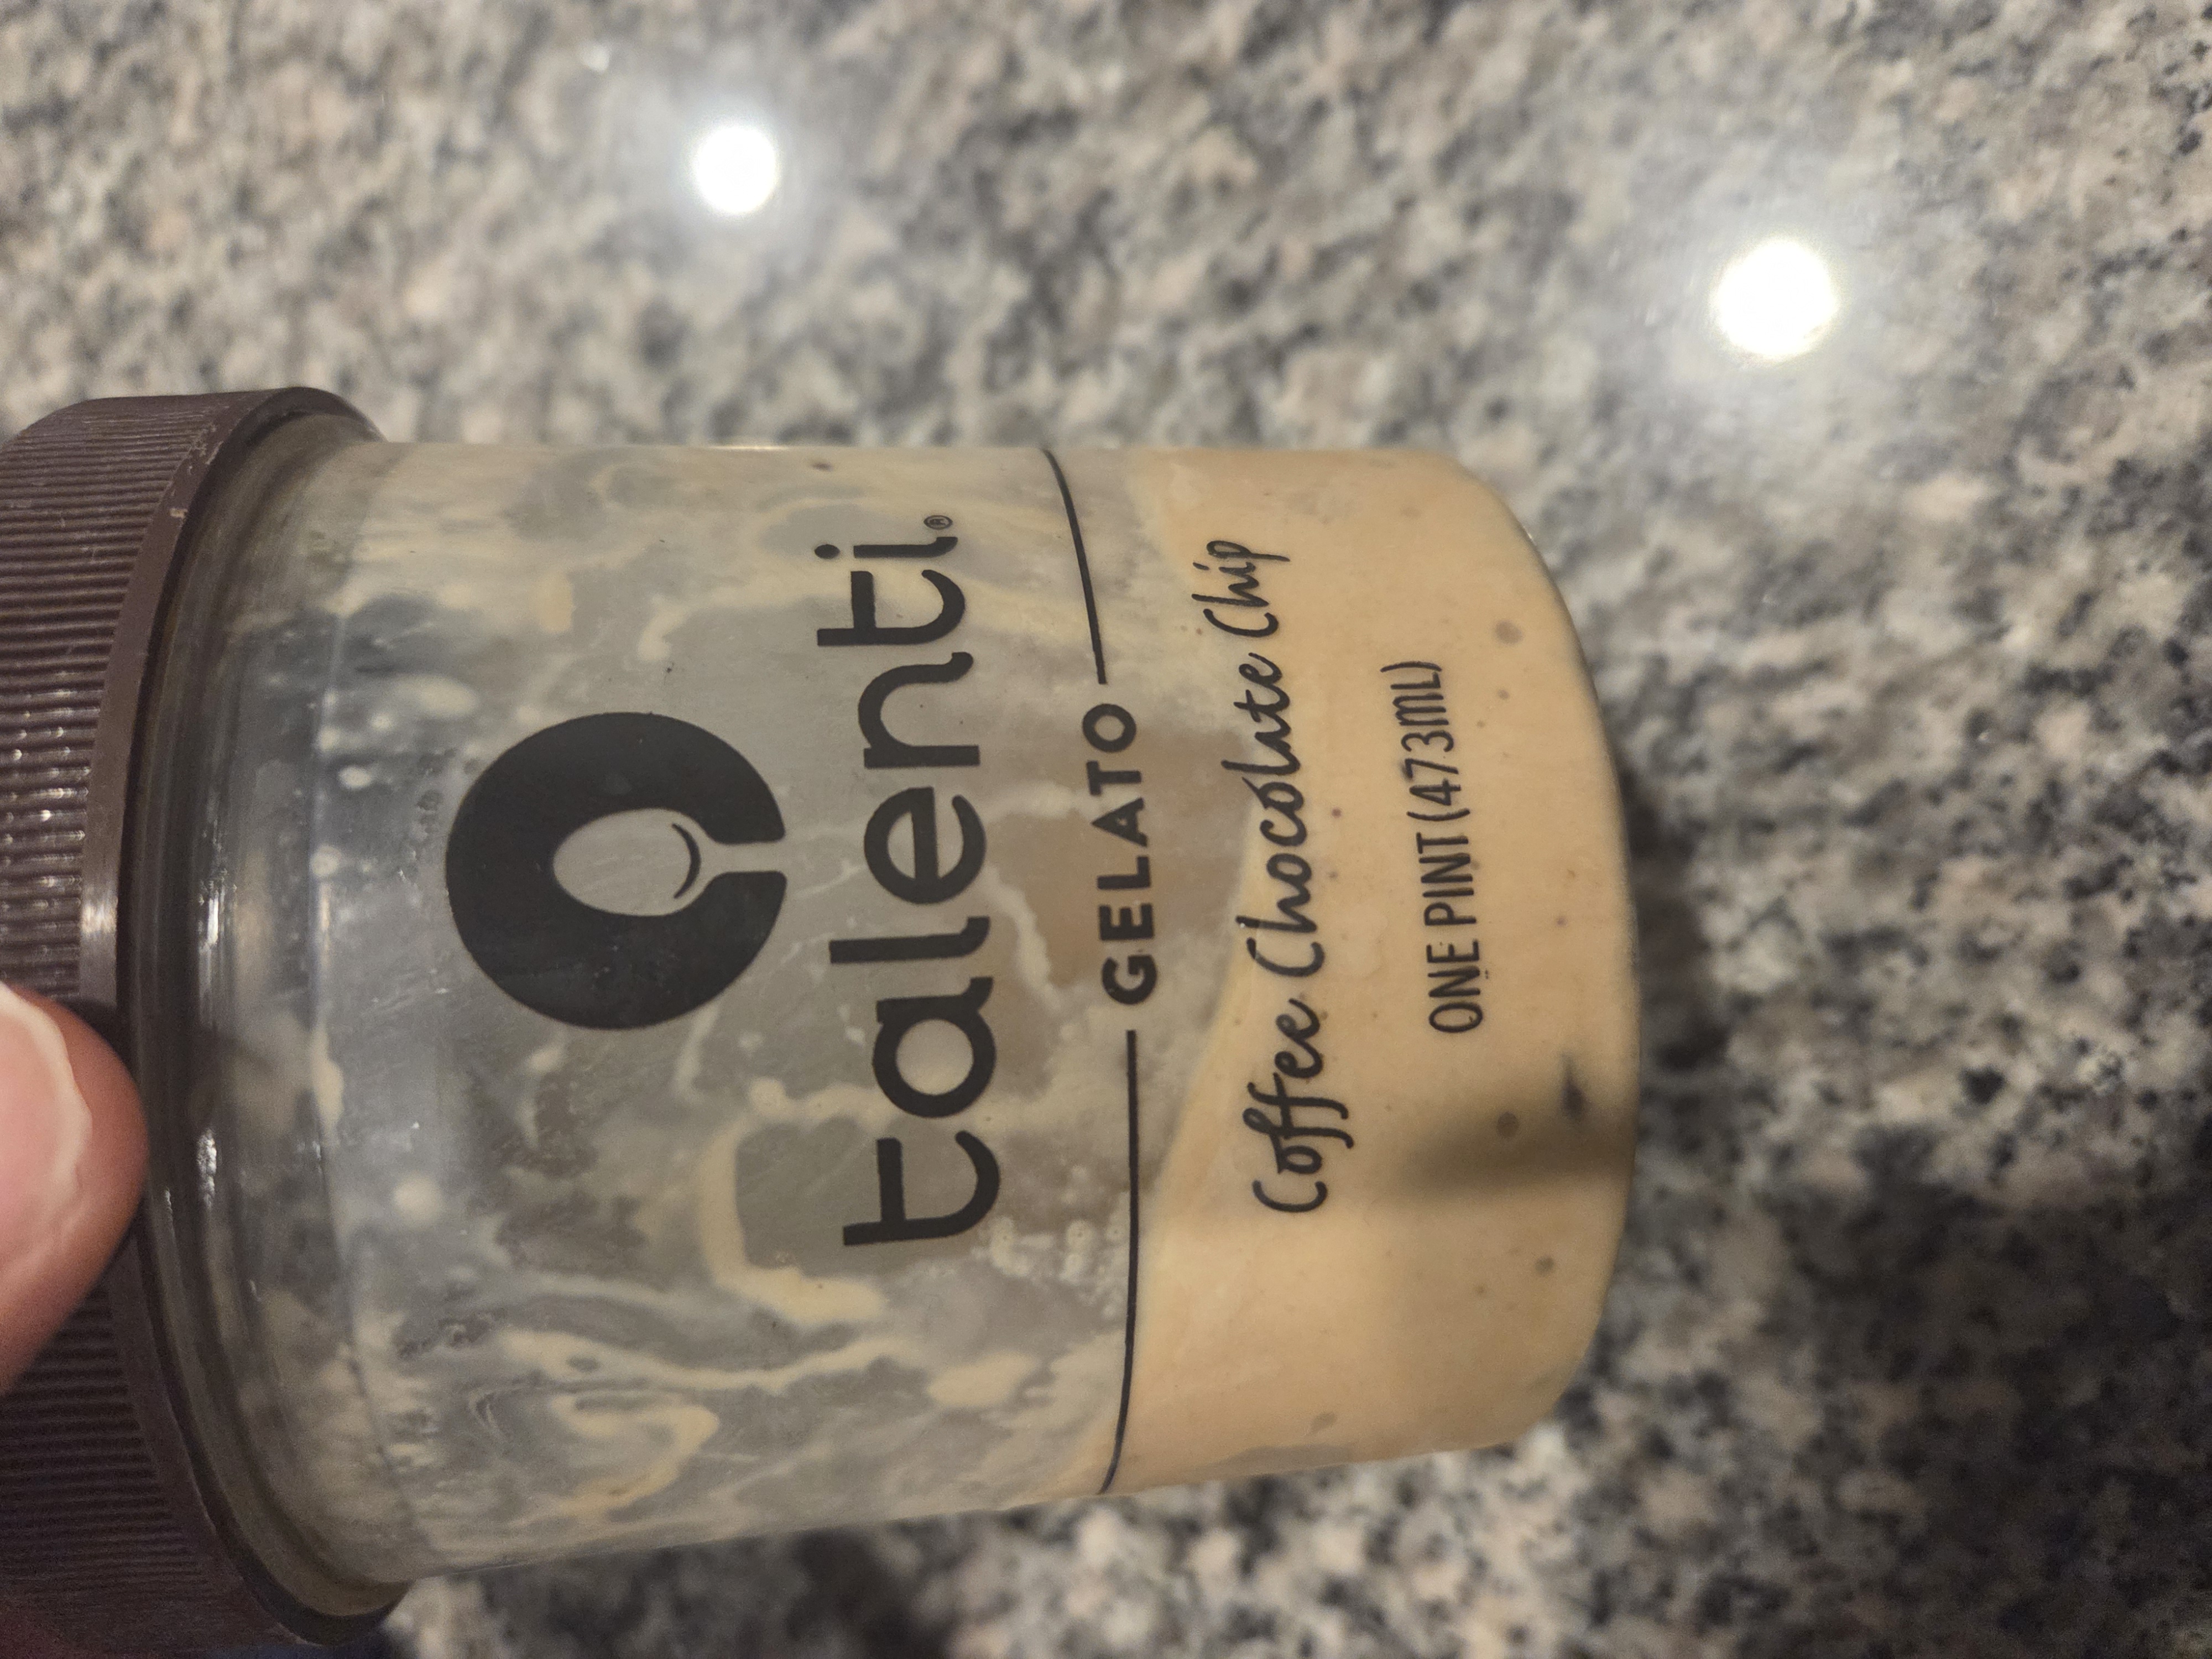 talenti®
GELATO
Coffee Chocolate Chip
ONE PINT (473mL)